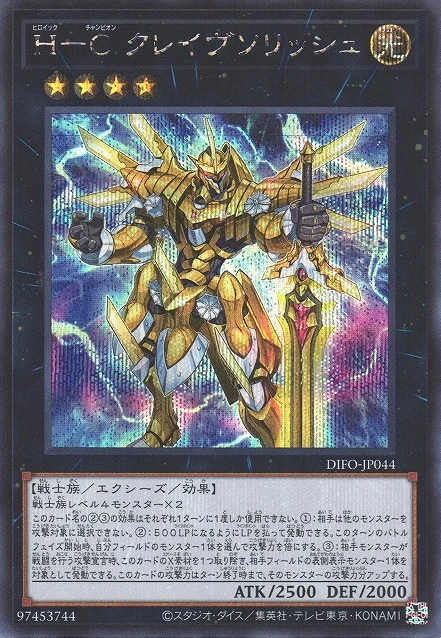 ヒロイック チャンピオン
H－C クレイヴソリッシュ
光
DIFO-JP044
【戦士族／エクシーズ／効果】
戦士族レベル4モンスター×2
このカード名の②③の効果はそれぞれ1ターンに1度しか使用できない。①：相手は他のモンスターを
攻撃対象に選択できない。②：500LPになるようにLPを払って発動できる。このターンのバトル
フェイズ開始時、自分フィールドのモンスター1体を選んで攻撃力を倍にする。③：相手モンスターが
戦闘を行う攻撃宣言時、このカードのX素材を1つ取り除き、相手フィールドの表側表示モンスター1体を
対象として発動できる。このカードの攻撃力はターン終了時まで、そのモンスターの攻撃力分アップする。
ATK/2500 DEF/2000
97453744
©スタジオ・ダイス／集英社・テレビ東京・KONAMI